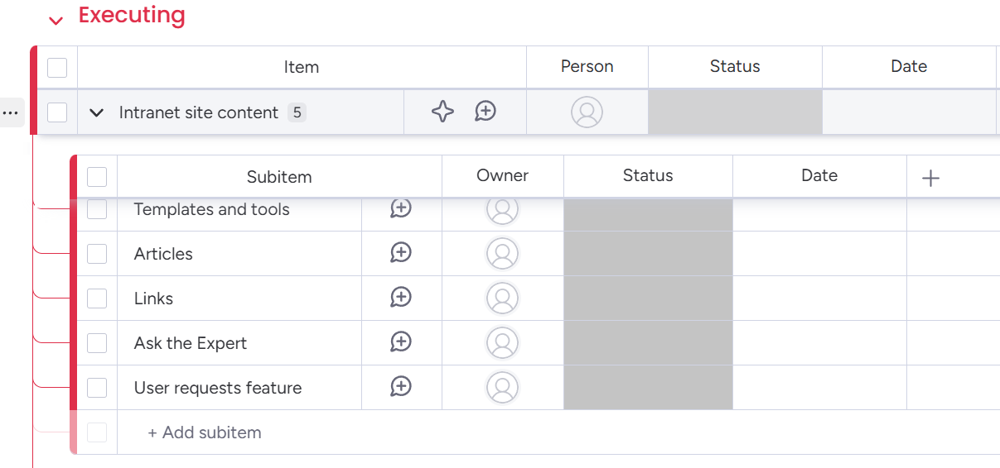 Executing
Item Person Status Date
Intranet site content 5
Subitem Owner Status Date
Templates and tools
Articles
Links
Ask the Expert
User requests feature
+ Add subitem